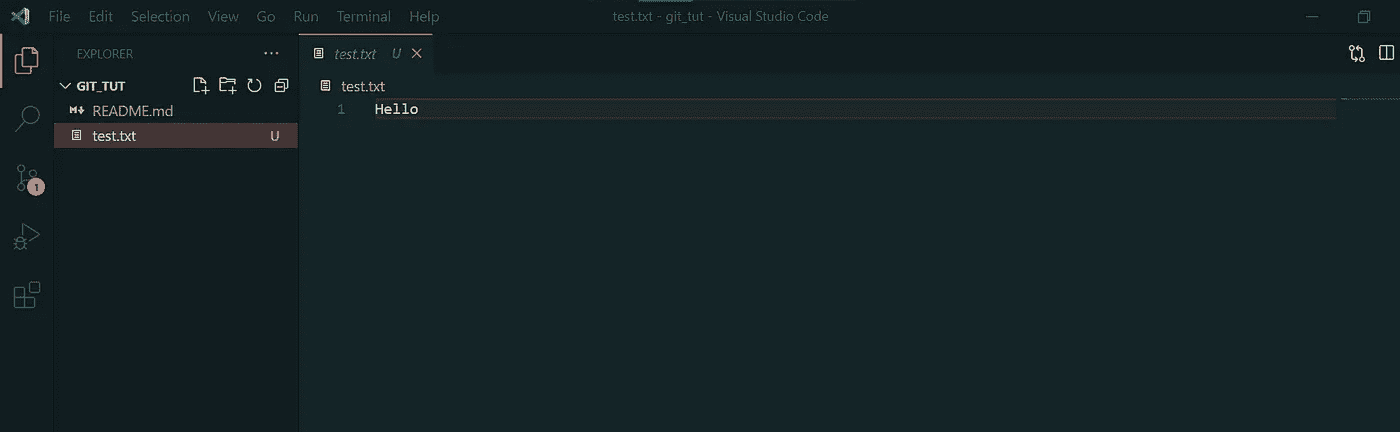 File Edit Selection View Go Run Terminal Help test.txt - git_tut - Visual Studio Code
EXPLORER
test.txt U
GIT_TUT
README.md
test.txt U
1
test.txt
1 Hello